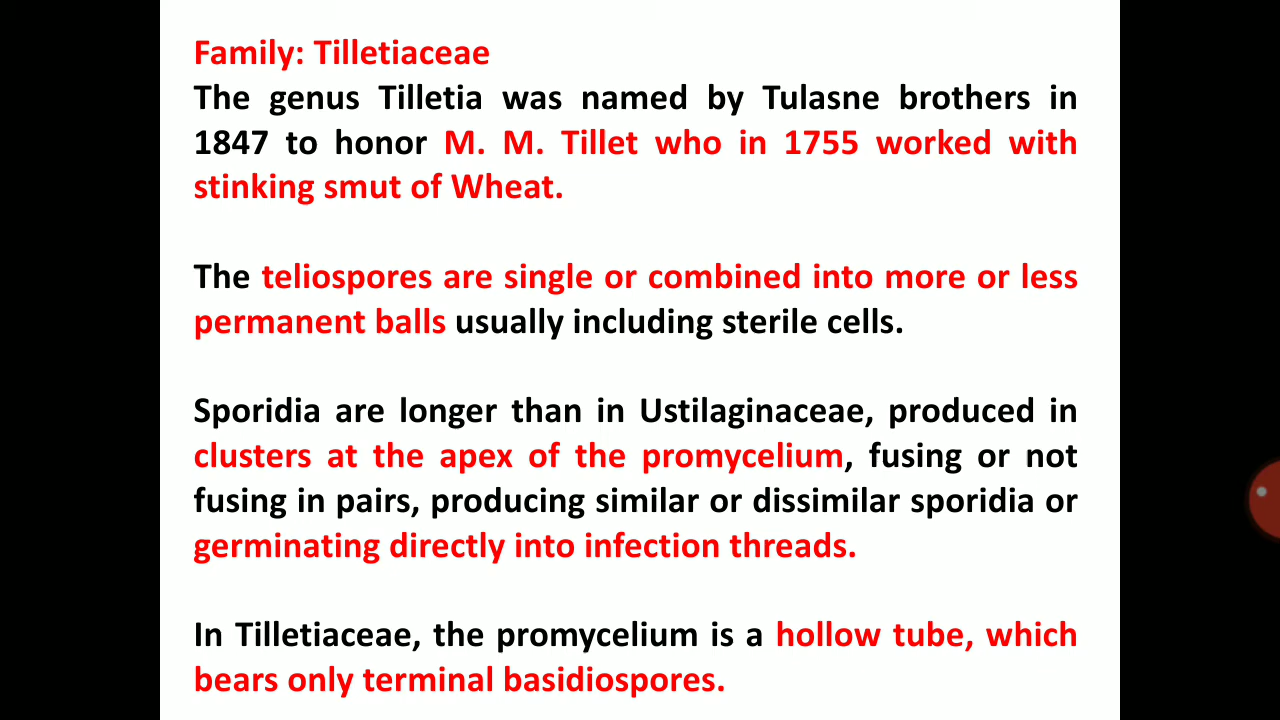 Family: Tilletiaceae
The genus Tilletia was named by Tulasne brothers in
1847 to honor M. M. Tillet who in 1755 worked with
stinking smut of Wheat.
The teliospores are single or combined into more or less
permanent balls usually including sterile cells.
Sporidia are longer than in Ustilaginaceae, produced in
clusters at the apex of the promycelium, fusing or not
fusing in pairs, producing similar or dissimilar sporidia or
germinating directly into infection threads.
In Tilletiaceae, the promycelium is a hollow tube, which
bears only terminal basidiospores.